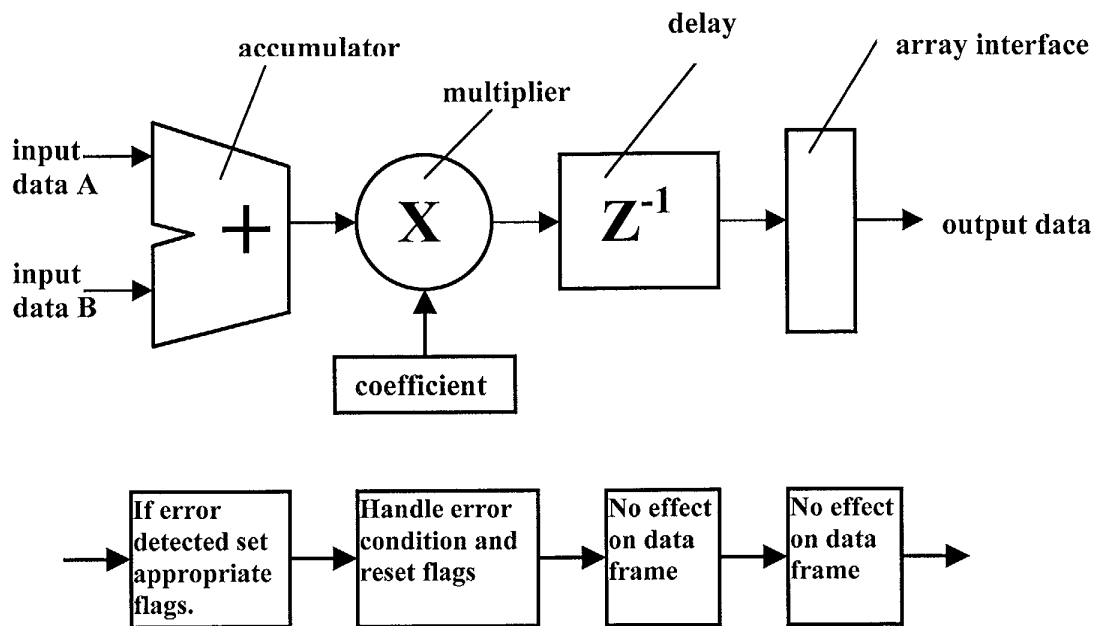 accumulator
multiplier
delay
array interface
input
data A
input
data B
+
X
Z-1
output data
coefficient
If error
detected set
appropriate
flags.
Handle error
condition and
reset flags
No effect
on data
frame
No effect
on data
frame